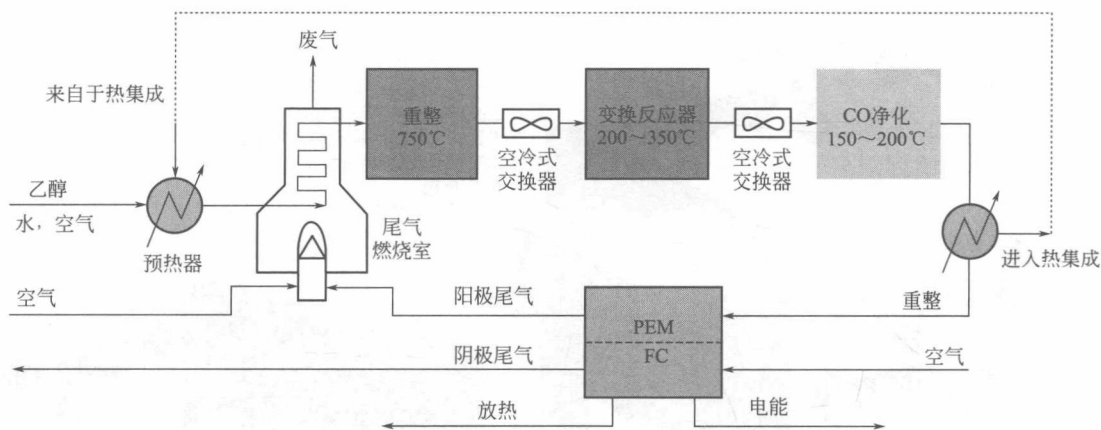 废气
来自于热集成
重整
750℃
变换反应器
200～350℃
CO净化
150～200℃
空冷式
交换器
空冷式
交换器
乙醇
水，空气
预热器
尾气
燃烧室
进入热集成
空气
阳极尾气
重整
PEM
FC
阴极尾气
空气
放热
电能